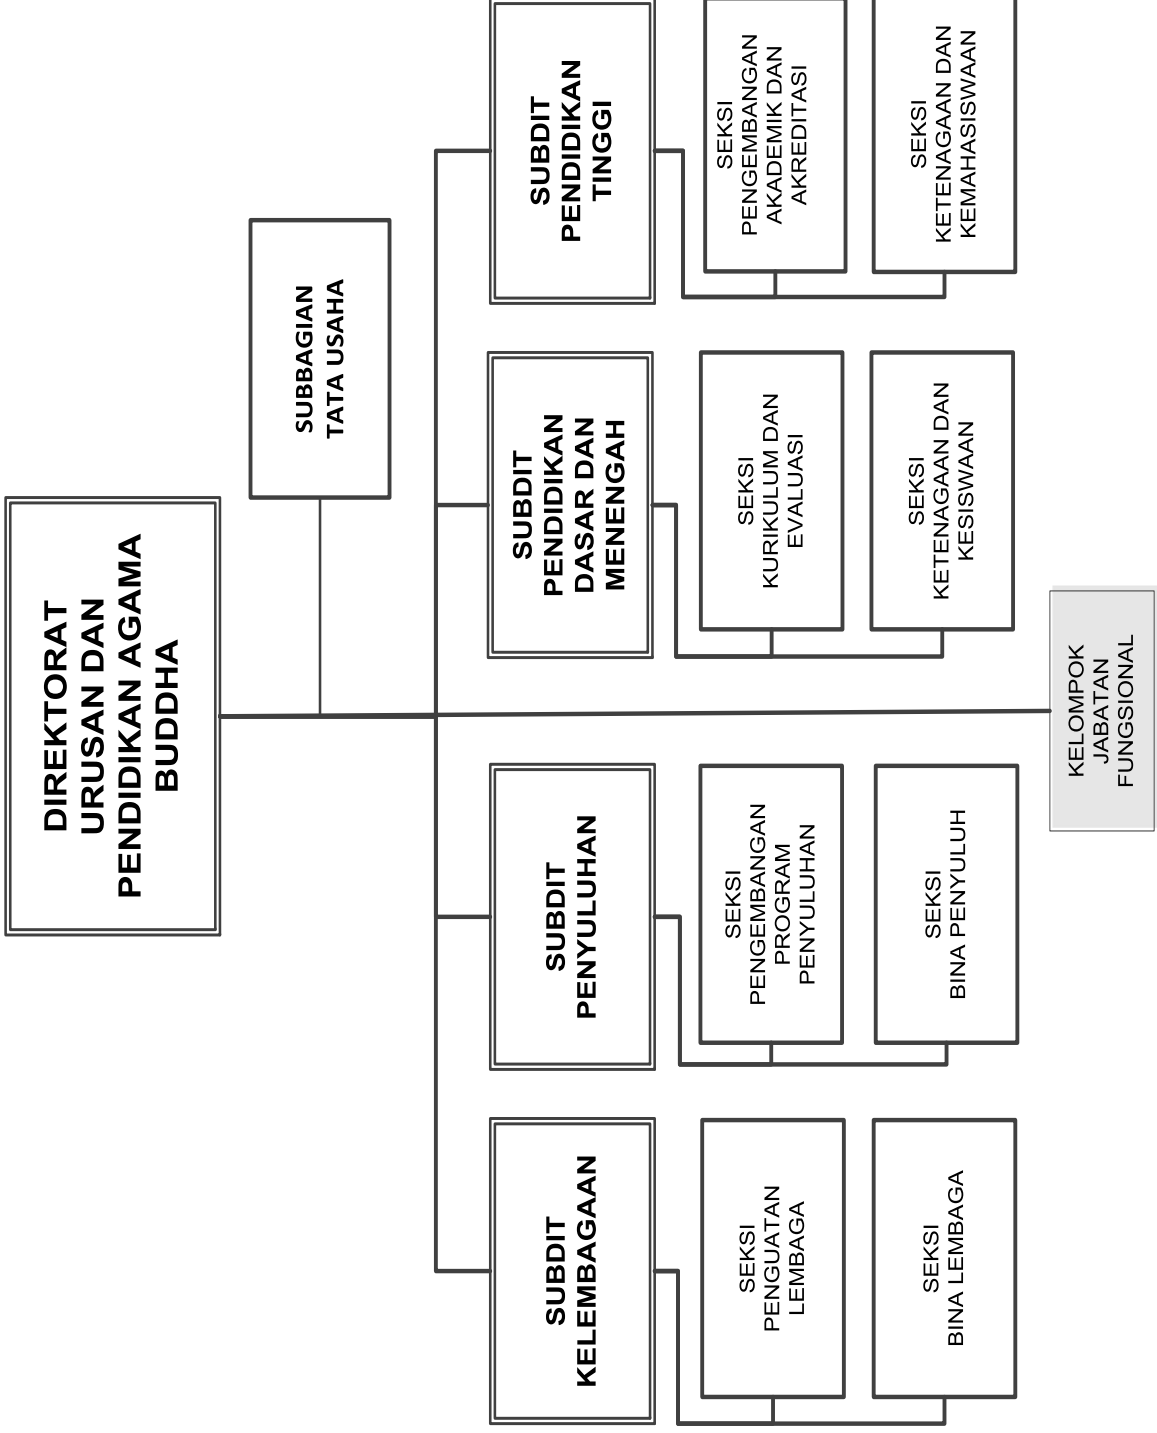 DIREKTORAT
URUSAN DAN
PENDIDIKAN AGAMA
BUDDHA
SUBBAGIAN
TATA USAHA
SUBDIT
KELEMBAGAAN
SUBDIT
PENYULUHAN
SUBDIT
PENDIDIKAN
DASAR DAN
MENENGAH
SUBDIT
PENDIDIKAN
TINGGI
SEKSI
PENGUATAN
LEMBAGA
SEKSI
PENGEMBANGAN
PROGRAM
PENYULUHAN
SEKSI
KURIKULUM DAN
EVALUASI
SEKSI
PENGEMBANGAN
AKADEMIK DAN
AKREDITASI
SEKSI
BINA LEMBAGA
SEKSI
BINA PENYULUH
SEKSI
KETENAGAAN DAN
KESISWAAN
SEKSI
KETENAGAAN DAN
KEMAHASISWAAN
KELOMPOK
JABATAN
FUNGSIONAL